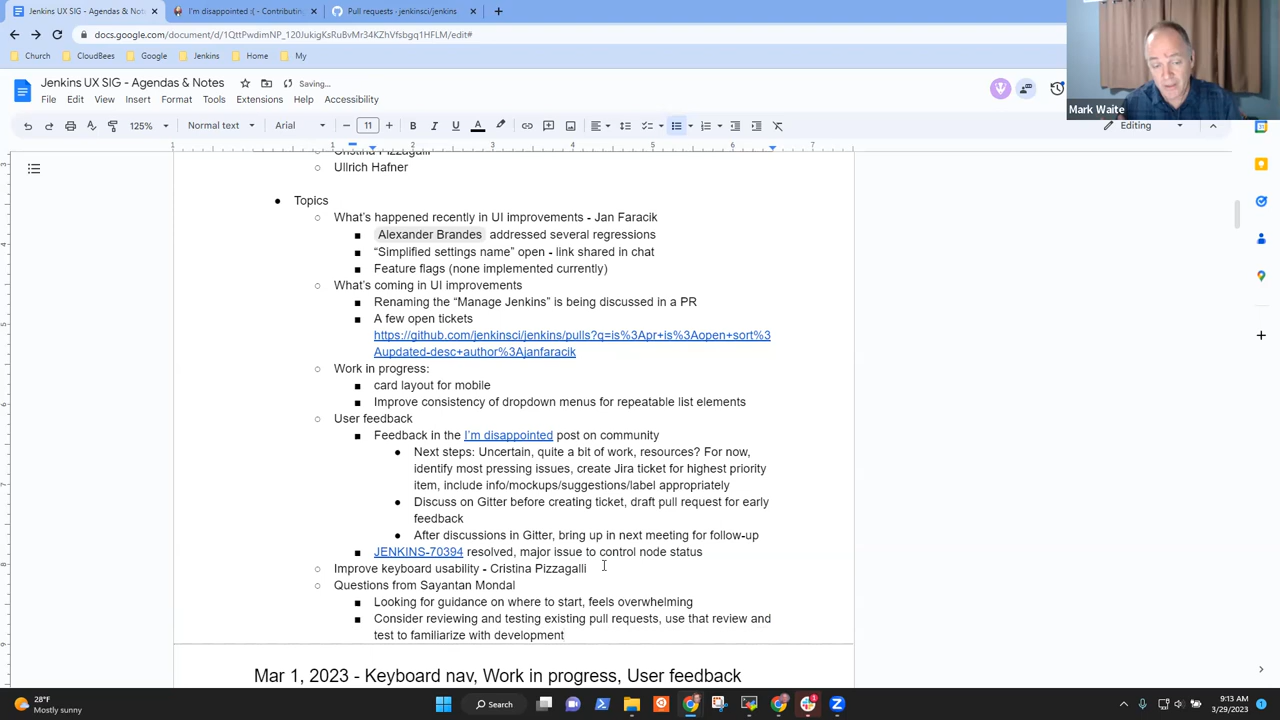 Jenkins UX SIG - Agendas & Notes
I'm disappointed :( - Contributing
Pull requests · jenkinsci/jenkins
docs.google.com/document/d/1QttPwdimNP_120JukigKsRuBvMr34KZhVfsbgq1HFLM/edit#
Church
CloudBees
Google
Jenkins
Home
My
Jenkins UX SIG - Agendas & Notes
Saving...
File Edit View Insert Format Tools Extensions Help Accessibility
Mark Waite
125%
Normal text
Arial
11
Editing
1 1 2 3 4 5 6 7
Ullrich Hafner
Topics
What's happened recently in UI improvements - Jan Faracik
Alexander Brandes addressed several regressions
“Simplified settings name” open - link shared in chat
Feature flags (none implemented currently)
What's coming in UI improvements
Renaming the “Manage Jenkins” is being discussed in a PR
A few open tickets
https://github.com/jenkinsci/jenkins/pulls?q=is%3Apr+is%3Aopen+sort%3
Aupdated-desc+author%3Ajanfaracik
Work in progress:
card layout for mobile
Improve consistency of dropdown menus for repeatable list elements
User feedback
Feedback in the I'm disappointed post on community
Next steps: Uncertain, quite a bit of work, resources? For now,
identify most pressing issues, create Jira ticket for highest priority
item, include info/mockups/suggestions/label appropriately
Discuss on Gitter before creating ticket, draft pull request for early
feedback
After discussions in Gitter, bring up in next meeting for follow-up
JENKINS-70394 resolved, major issue to control node status
Improve keyboard usability - Cristina Pizzagalli
Questions from Sayantan Mondal
Looking for guidance on where to start, feels overwhelming
Consider reviewing and testing existing pull requests, use that review and
test to familiarize with development
Mar 1, 2023 - Keyboard nav, Work in progress, User feedback
28°F
Mostly sunny
Search
9:13 AM
3/29/2023